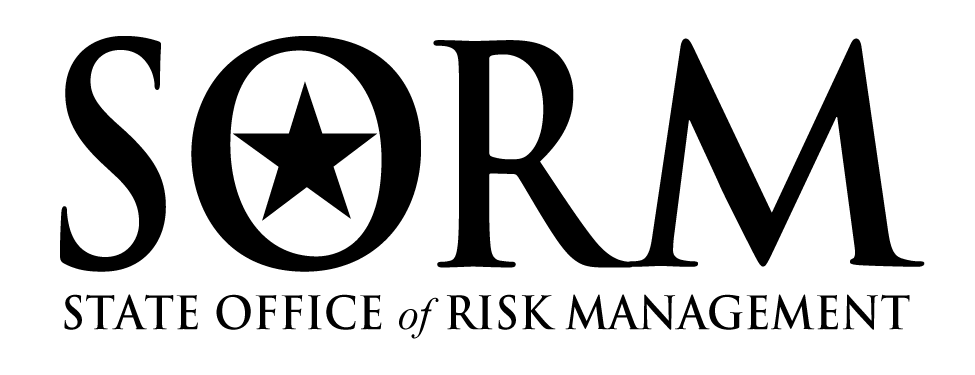 SORM
STATE OFFICE of RISK MANAGEMENT